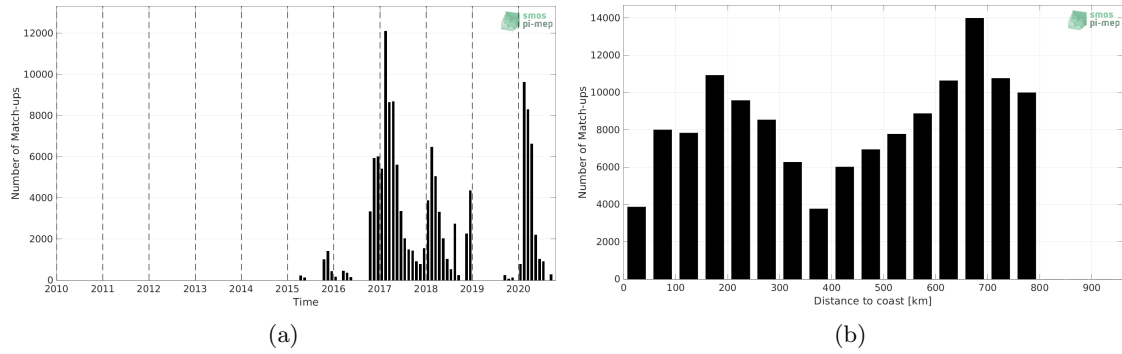 smos
pi-mep
12000
10000
8000
6000
4000
2000
0
Number of Match-ups
2010 2011 2012 2013 2014 2015 2016 2017 2018 2019 2020
Time
(a)
smos
pi-mep
14000
12000
10000
8000
6000
4000
2000
0
Number of Match-ups
0 100 200 300 400 500 600 700 800 900
Distance to coast [km]
(b)